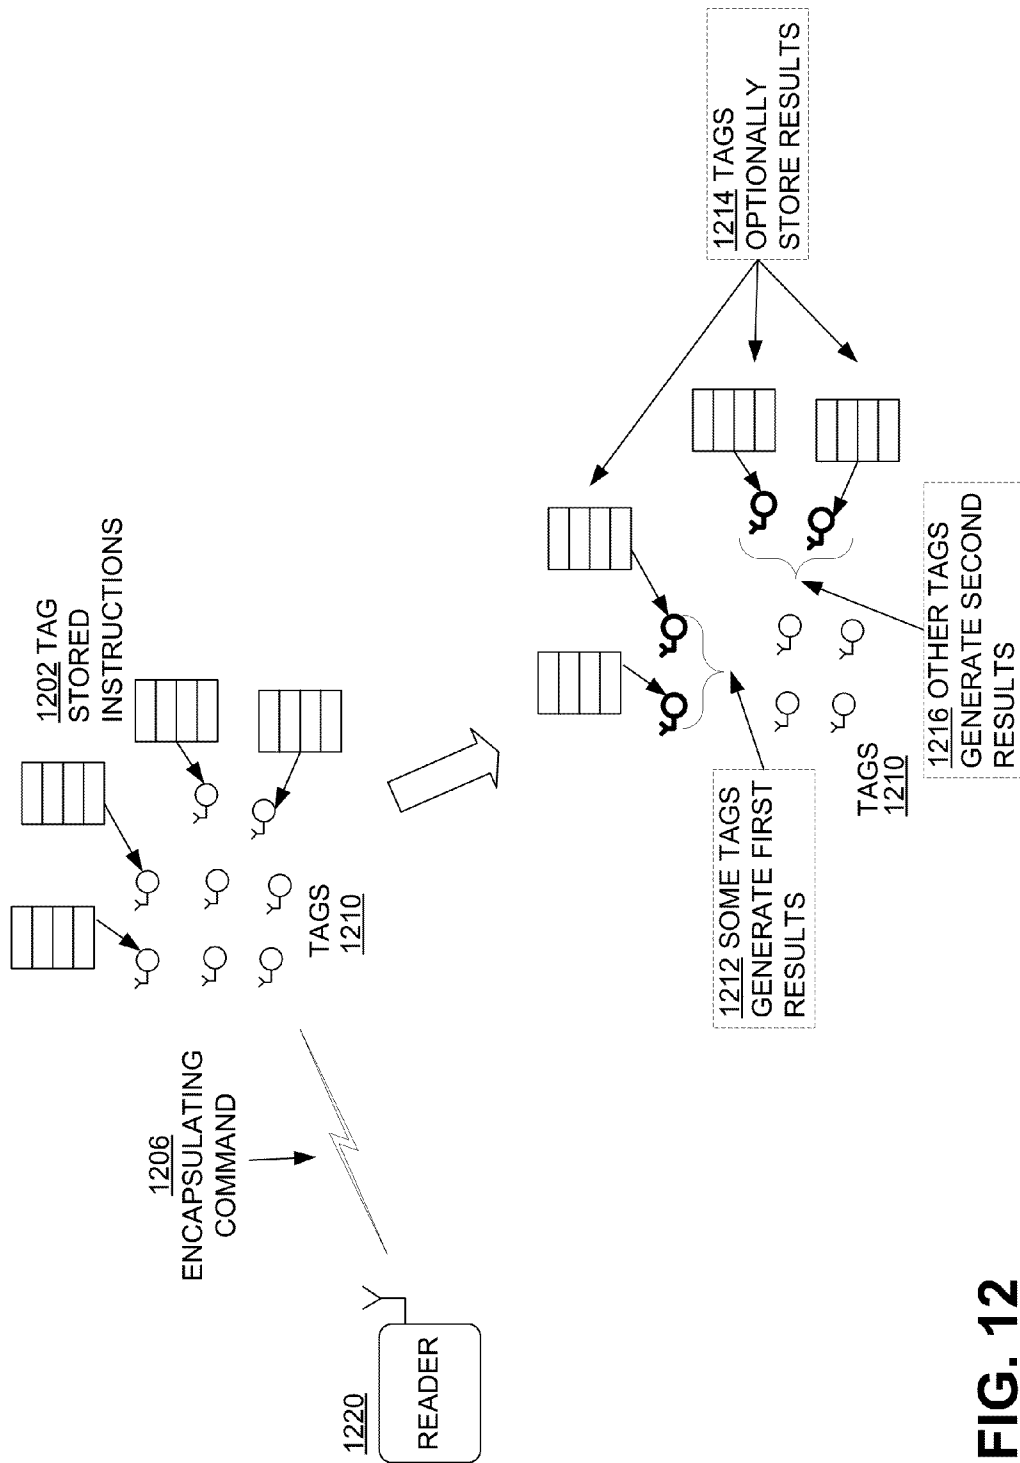 1220
READER
1206
ENCAPSULATING
COMMAND
1202 TAG
STORED
INSTRUCTIONS
TAGS
1210
1212 SOME TAGS
GENERATE FIRST
RESULTS
1214 TAGS
OPTIONALLY
STORE RESULTS
TAGS
1210
1216 OTHER TAGS
GENERATE SECOND
RESULTS
FIG. 12